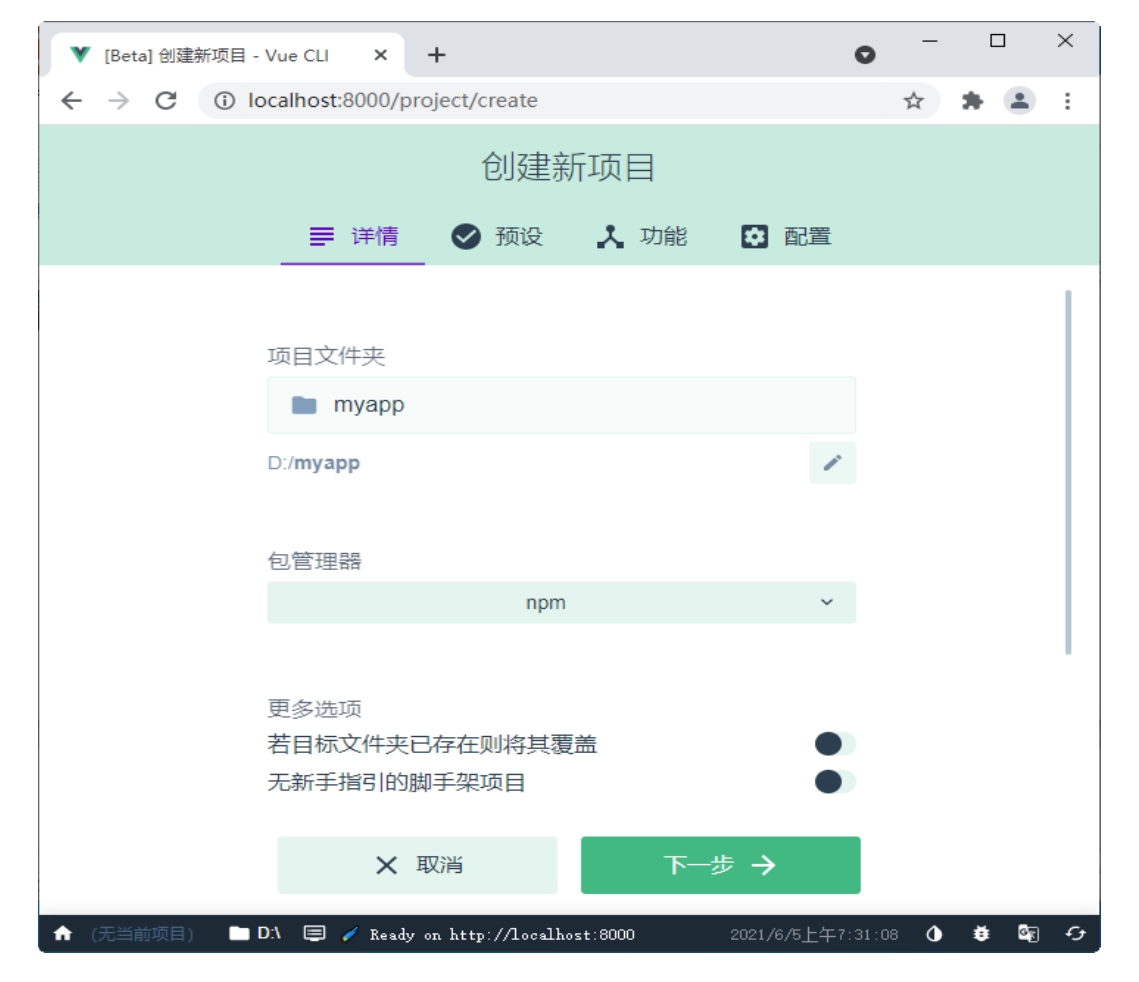 [Beta] 创建新项目 - Vue CLI
localhost:8000/project/create
创建新项目
详情 预设 功能 配置
项目文件夹
myapp
D:/myapp
包管理器
npm
更多选项
若目标文件夹已存在则将其覆盖
无新手指引的脚手架项目
取消 下一步
(无当前项目) D:\ Ready on http://localhost:8000 2021/6/5上午7:31:08